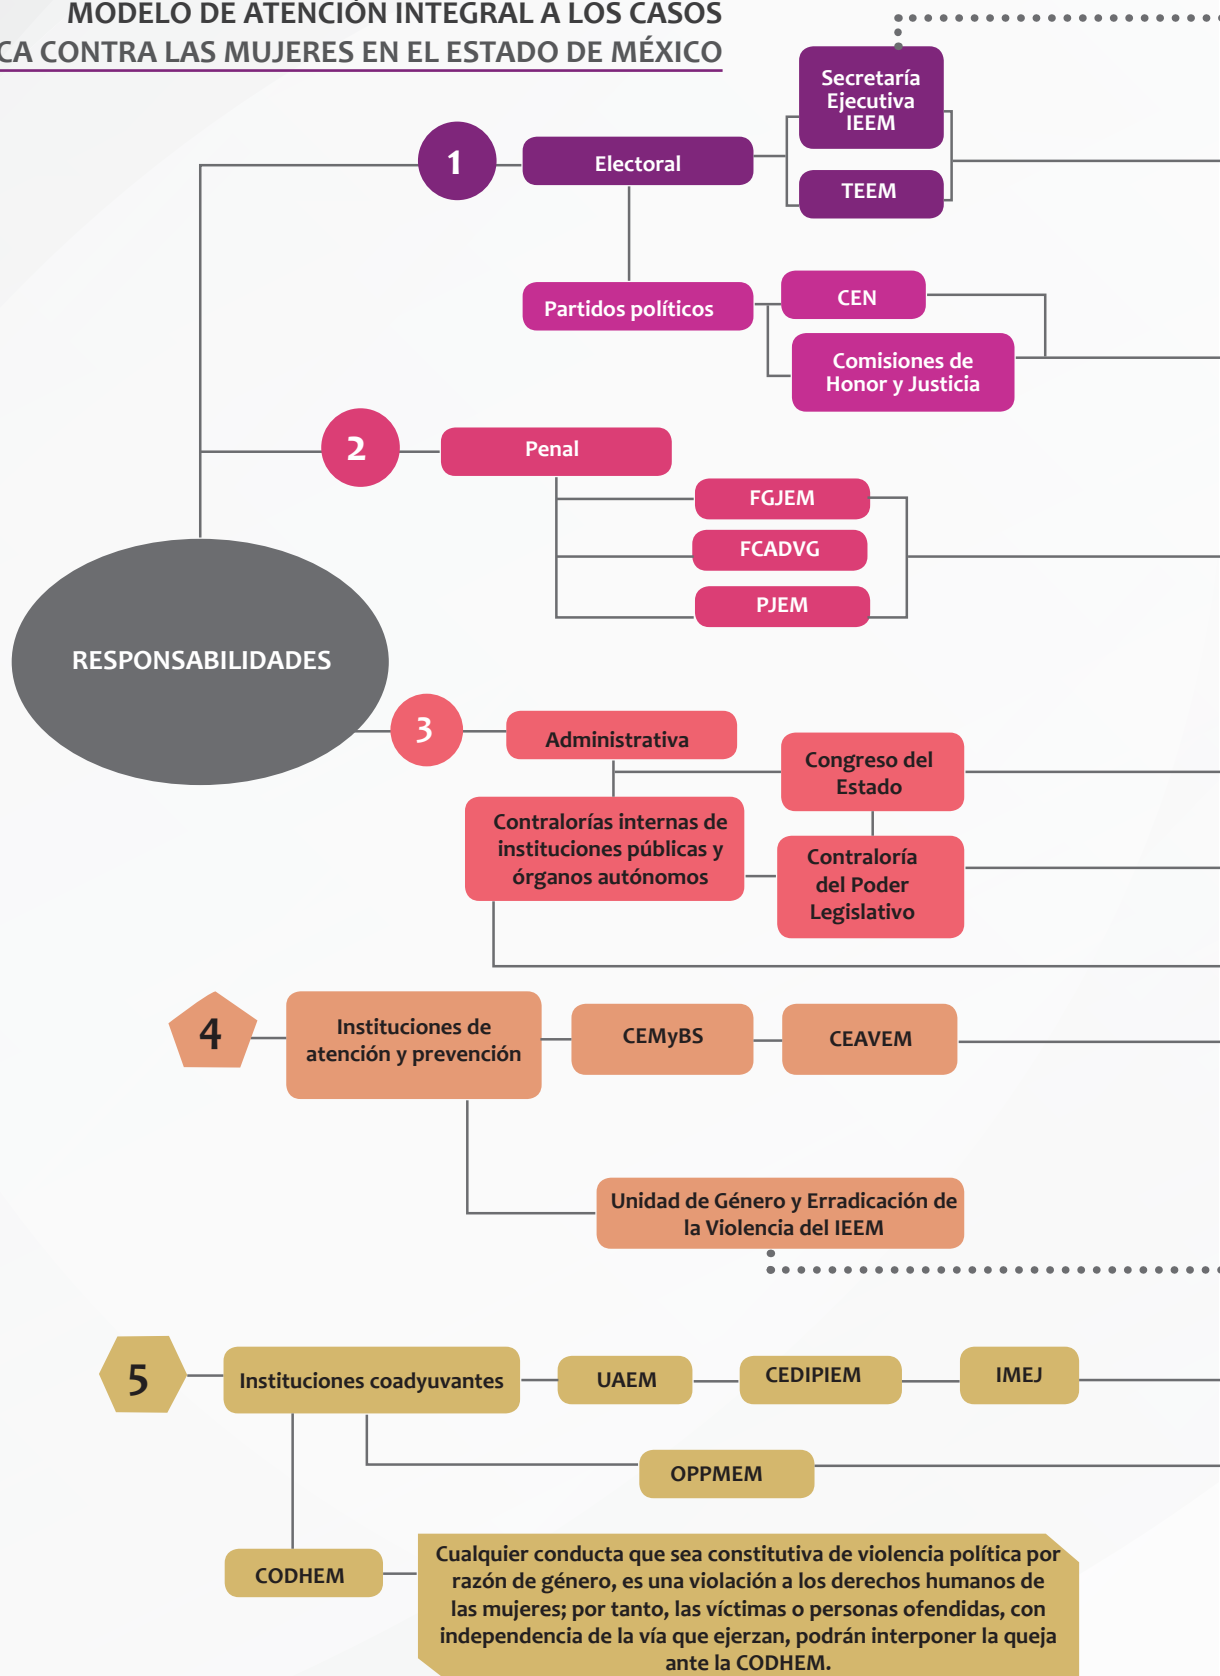 MODELO DE ATENCIÓN INTEGRAL A LOS CASOS
CONTRA LAS MUJERES EN EL ESTADO DE MÉXICO
Secretaría
Ejecutiva
IEEM
1
Electoral
TEEM
Partidos políticos
CEN
Comisiones de
Honor y Justicia
2
Penal
FGJEM
FCADVG
PJEM
RESPONSABILIDADES
3
Administrativa
Congreso del
Estado
Contralorías internas de
instituciones públicas y
órganos autónomos
Contraloría
del Poder
Legislativo
4
Instituciones de
atención y prevención
CEMyBS
CEAVEM
Unidad de Género y Erradicación de
la Violencia del IEEM
5
Instituciones coadyuvantes
UAEM
CEDIPIEM
IMEJ
OPPMEM
CODHEM
Cualquier conducta que sea constitutiva de violencia política por
razón de género, es una violación a los derechos humanos de
las mujeres; por tanto, las víctimas o personas ofendidas, con
independencia de la vía que ejerzan, podrán interponer la queja
ante la CODHEM.